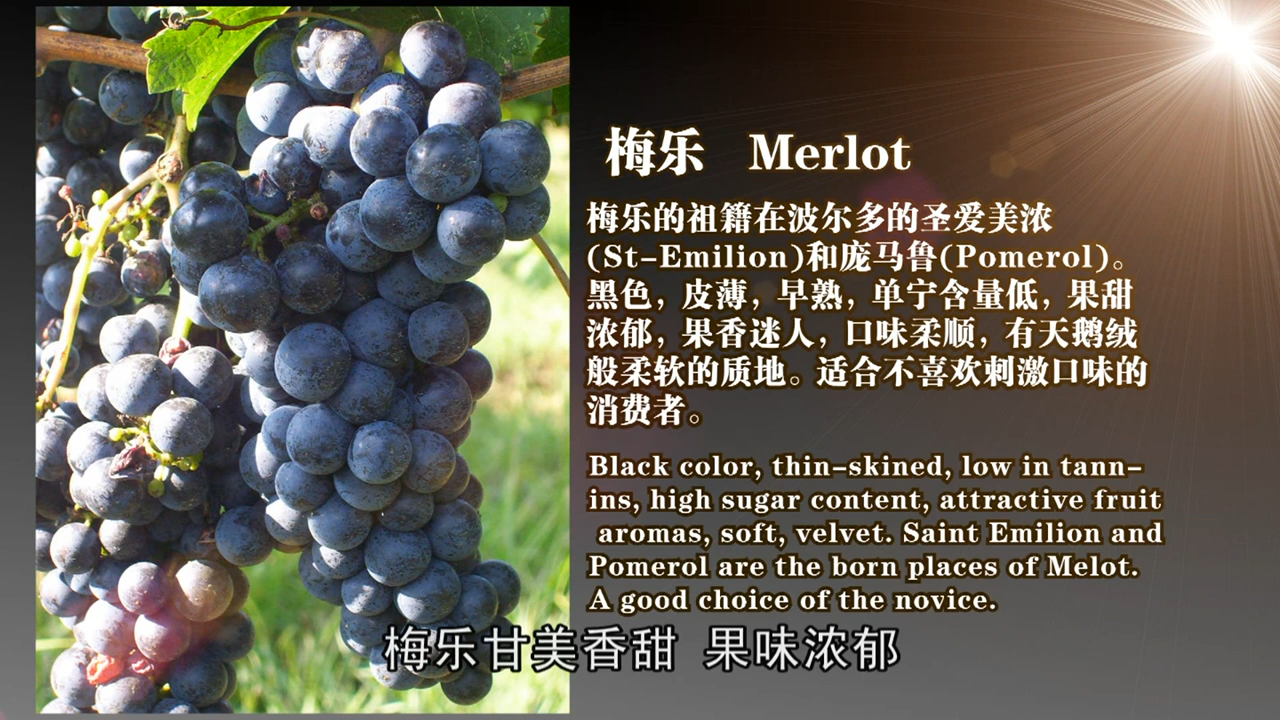 梅乐 Merlot
梅乐的祖籍在波尔多的圣爱美浓
(St-Emilion)和庞马鲁(Pomerol)。
黑色，皮薄，早熟，单宁含量低，果甜
浓郁，果香迷人，口味柔顺，有天鹅绒
般柔软的质地。适合不喜欢刺激口味的
消费者。
Black color, thin-skined, low in tann-
ins, high sugar content, attractive fruit
aromas, soft, velvet. Saint Emilion and
Pomerol are the born places of Melot.
A good choice of the novice.
梅乐甘美香甜 果味浓郁